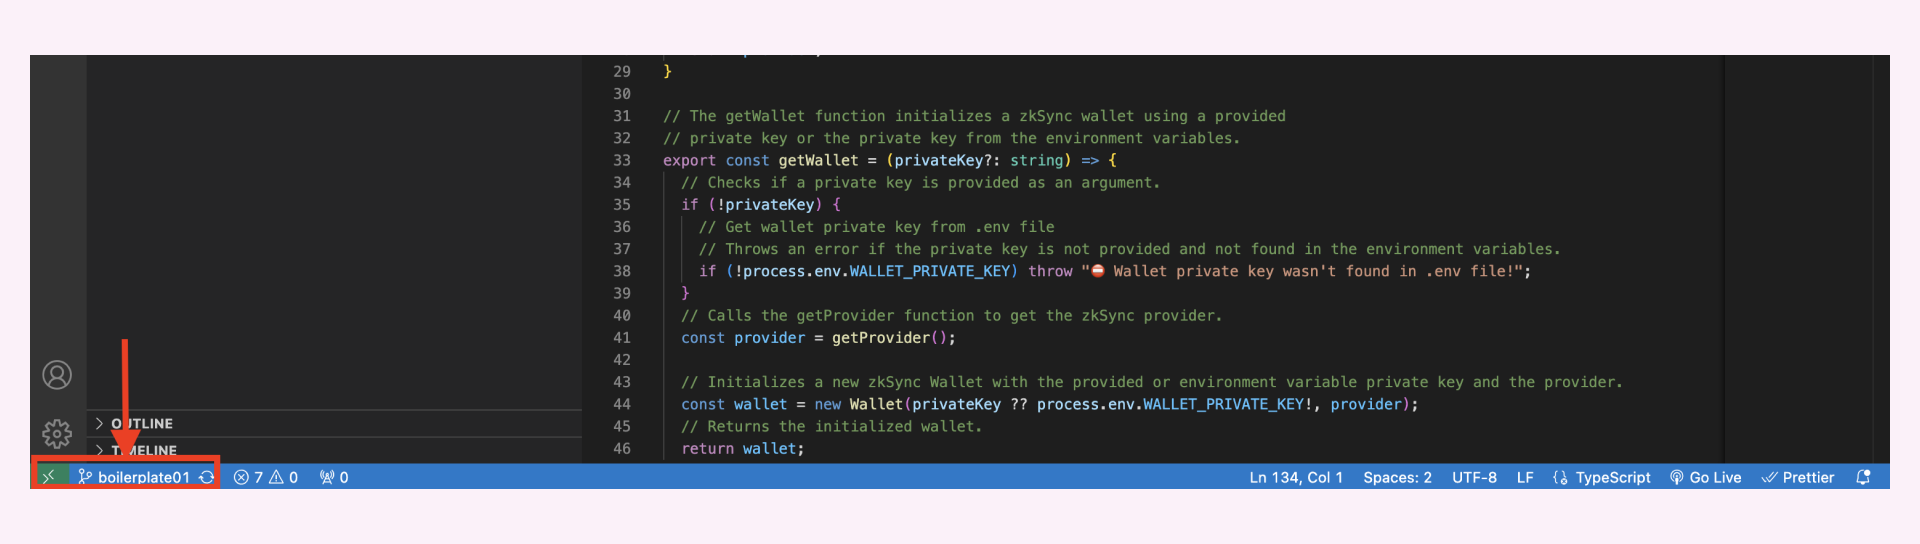 29 }
30
31 // The getWallet function initializes a zkSync wallet using a provided
32 // private key or the private key from the environment variables.
33 export const getWallet = (privateKey?: string) => {
34 // Checks if a private key is provided as an argument.
35 if (!privateKey) {
36 // Get wallet private key from .env file
37 // Throws an error if the private key is not provided and not found in the environment variables.
38 if (!process.env.WALLET_PRIVATE_KEY) throw "⛔ Wallet private key wasn't found in .env file!";
39 }
40 // Calls the getProvider function to get the zkSync provider.
41 const provider = getProvider();
42
43 // Initializes a new zkSync Wallet with the provided or environment variable private key and the provider.
44 const wallet = new Wallet(privateKey ?? process.env.WALLET_PRIVATE_KEY!, provider);
45 // Returns the initialized wallet.
46 return wallet;
OUTLINE
TIMELINE
boilerplate01 7 0 0 Ln 134, Col 1 Spaces: 2 UTF-8 LF TypeScript Go Live Prettier